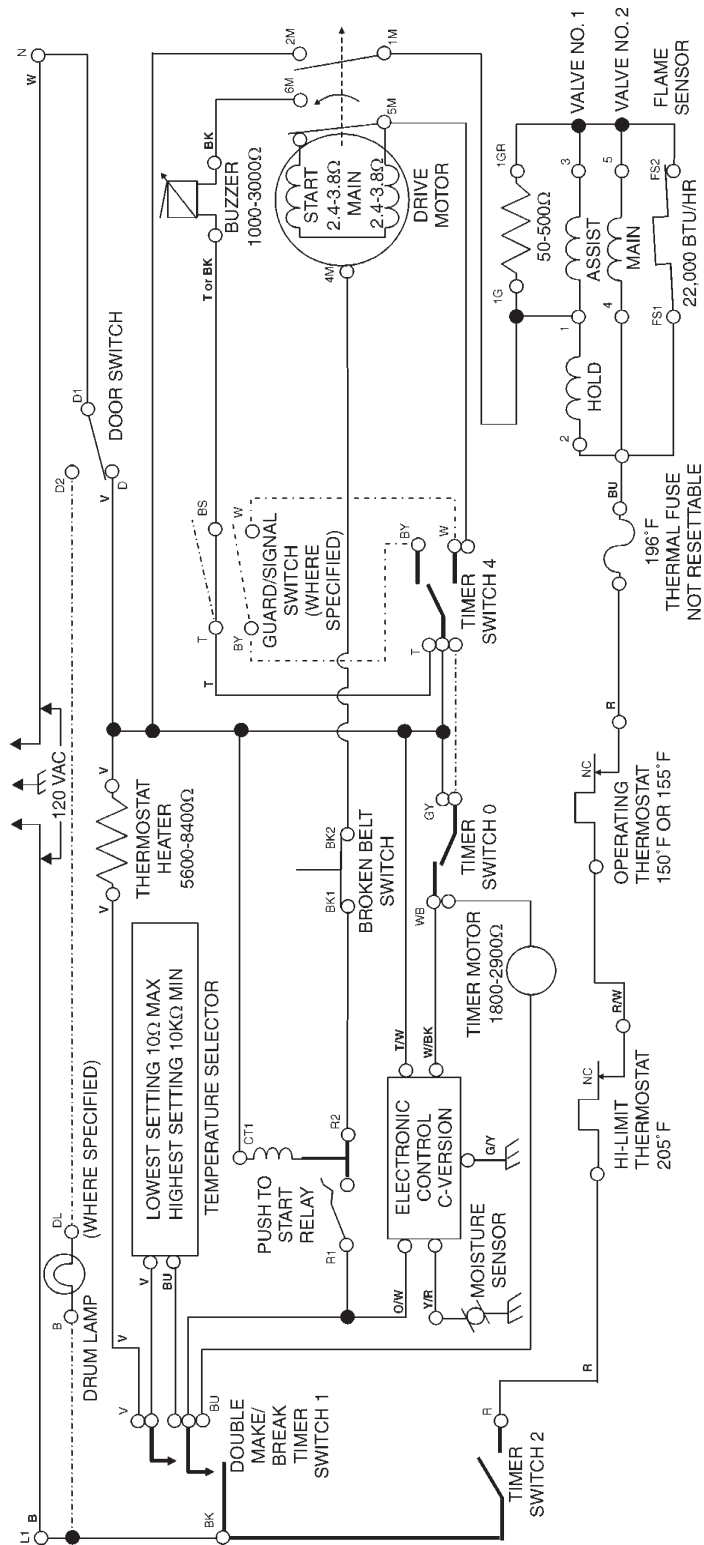 L1
B
N
W
120 VAC
B
DL
DRUM LAMP
(WHERE SPECIFIED)
D2
D1
D
V
DOOR SWITCH
V
V
V
THERMOSTAT
HEATER
5600-8400Ω
LOWEST SETTING 10Ω MAX
HIGHEST SETTING 10KΩ MIN
TEMPERATURE SELECTOR
V
BU
V
BU
BK
DOUBLE
MAKE/
BREAK
TIMER
SWITCH 1
T or BK
BK
BUZZER
1000-3000Ω
2M
6M
1M
5M
START
2.4-3.8Ω
MAIN
2.4-3.8Ω
4M
DRIVE
MOTOR
T
T
BS
BY
W
GUARD/SIGNAL
SWITCH
(WHERE
SPECIFIED)
CT1
R2
R1
PUSH TO
START
RELAY
BK1
BK2
BROKEN BELT
SWITCH
T
BY
W
TIMER
SWITCH 4
T/W
W/BK
O/W
Y/R
G/Y
ELECTRONIC
CONTROL
C-VERSION
MOISTURE
SENSOR
WB
GY
TIMER
SWITCH 0
TIMER MOTOR
1800-2900Ω
R
TIMER
SWITCH 2
R
NC
HI-LIMIT
THERMOSTAT
205°F
R/W
NC
OPERATING
THERMOSTAT
150°F OR 155°F
R
BU
196°F
THERMAL FUSE
NOT RESETTABLE
1G
1GR
50-500Ω
2
HOLD
1
ASSIST
3
VALVE NO. 1
4
MAIN
5
VALVE NO. 2
FS1
FS2
22,000 BTU/HR
FLAME
SENSOR